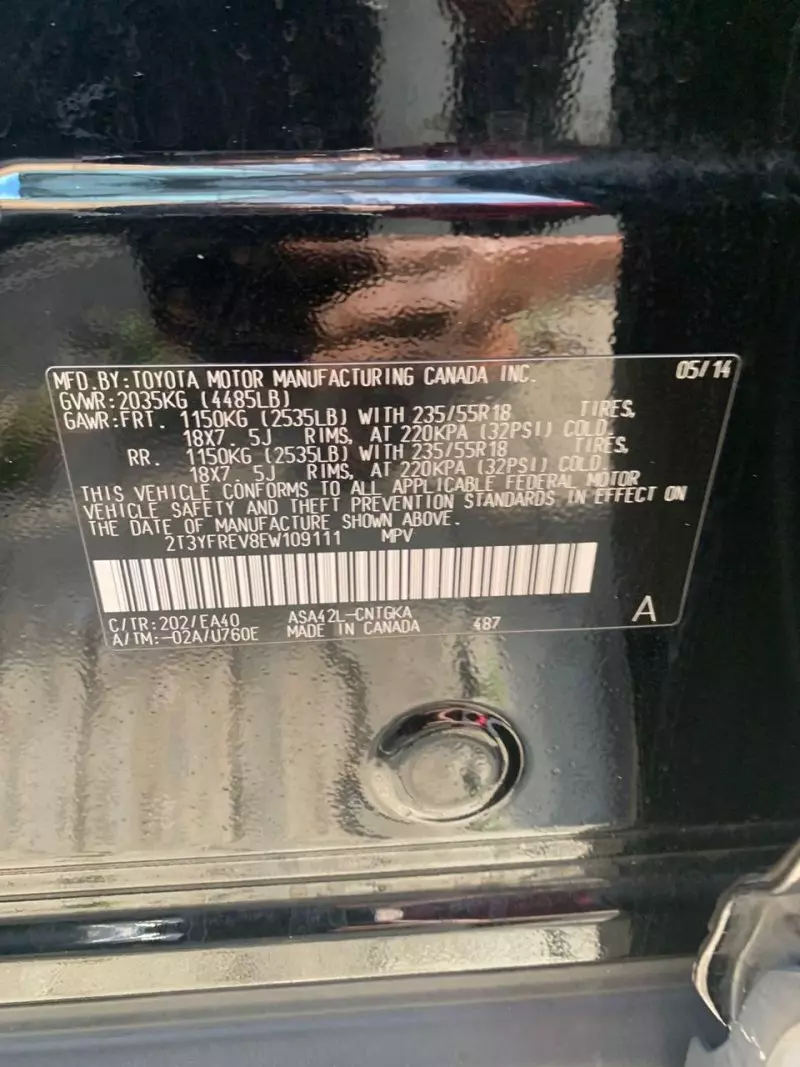 MFD.BY:TOYOTA MOTOR MANUFACTURING CANADA INC. 05/14
GVWR:2035KG (4485LB)
GAWR:FRT. 1150KG (2535LB) WITH 235/55R18 TIRES,
18X7.5J RIMS, AT 220KPA (32PSI) COLD
RR. 1150KG (2535LB) WITH 235/55R18 TIRES,
18X7.5J RIMS, AT 220KPA (32PSI) COLD
THIS VEHICLE CONFORMS TO ALL APPLICABLE FEDERAL MOTOR
VEHICLE SAFETY AND THEFT PREVENTION STANDARDS IN EFFECT ON
THE DATE OF MANUFACTURE SHOWN ABOVE.
2T3YFREV8EW109111 MPV
C/TR:202/EA40 ASA42L-CNTGKA
A/TM:-02A/U760E MADE IN CANADA 487 A